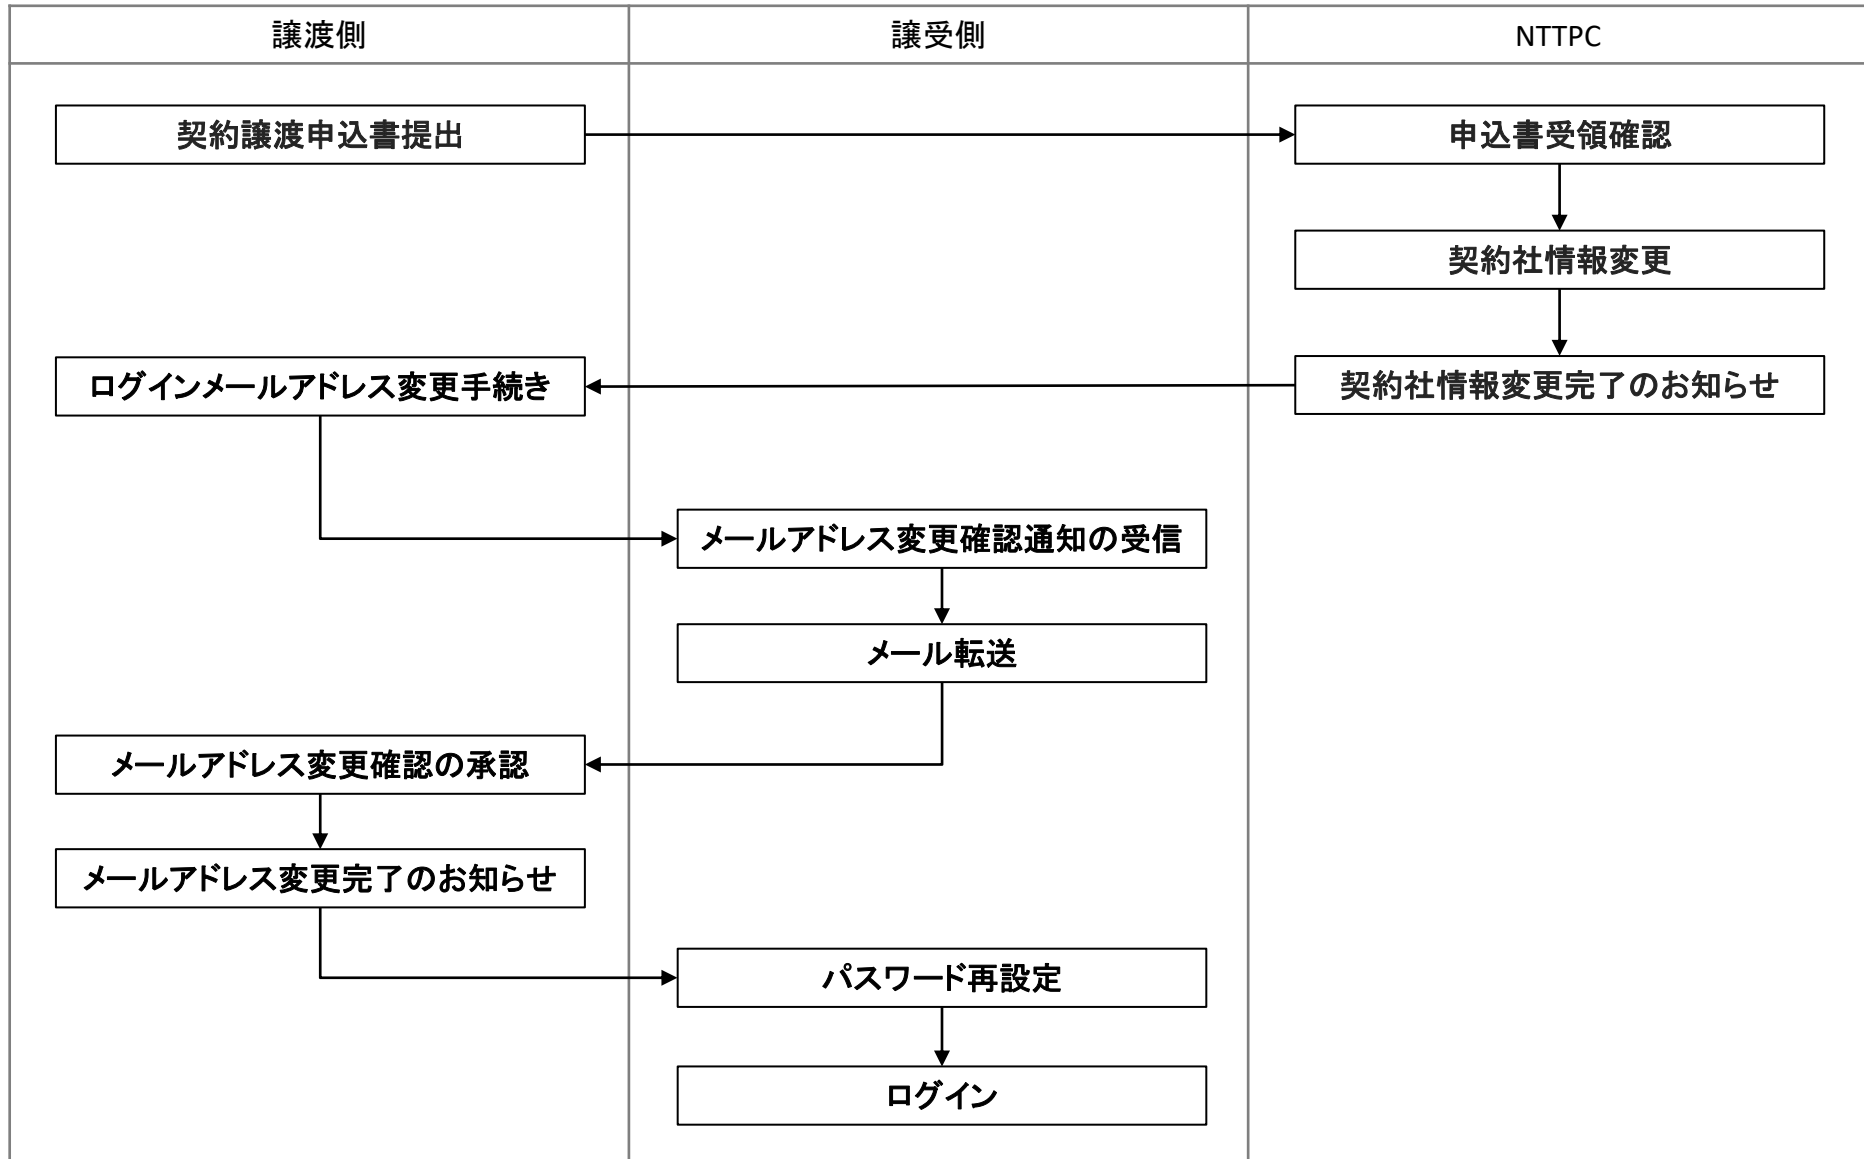 譲渡側
譲受側
NTTPC
契約譲渡申込書提出
申込書受領確認
契約社情報変更
ログインメールアドレス変更手続き
契約社情報変更完了のお知らせ
メールアドレス変更確認通知の受信
メール転送
メールアドレス変更確認の承認
メールアドレス変更完了のお知らせ
パスワード再設定
ログイン